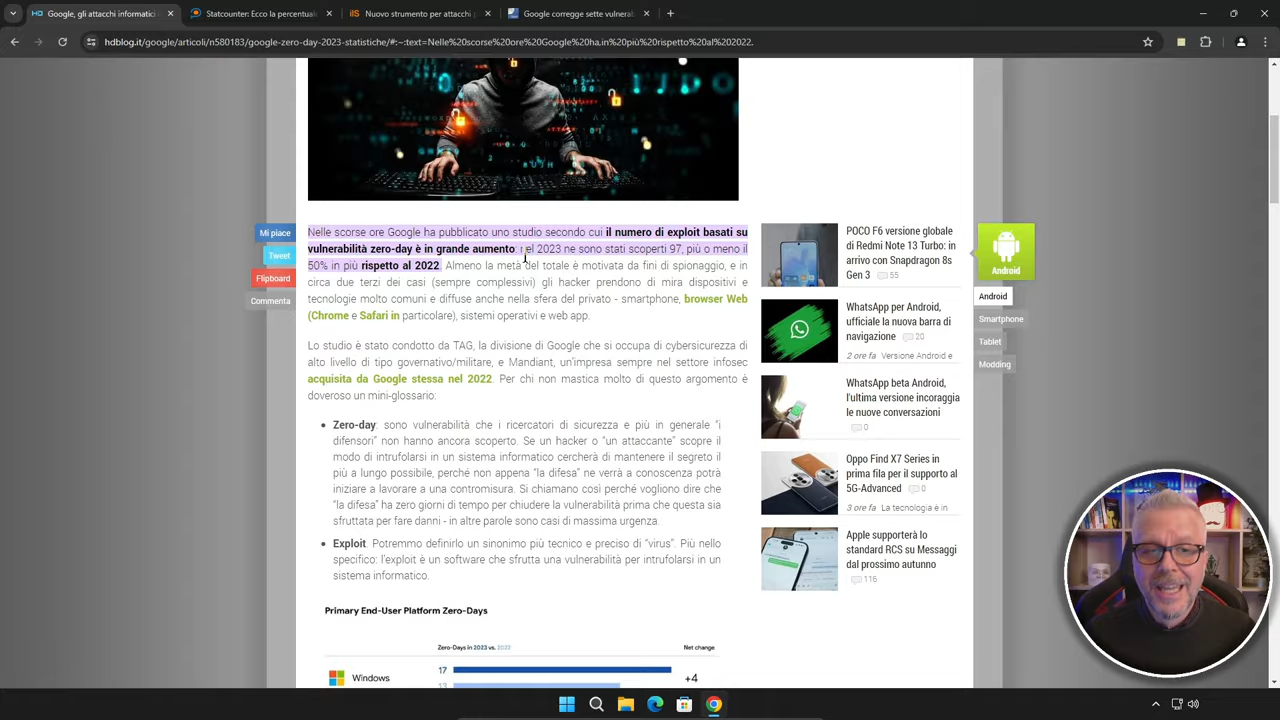 Google, gli attacchi informatici
Statcounter: Ecco la percentuale
ilS
Nuovo strumento per attacchi
Google corregge sette vulnerab
hdblog.it/google/articoli/n580183/google-zero-day-2023-statistiche/#:~:text=Nelle%20scorse%20ore%20Google%20ha,in%20più%20rispetto%20al%202022.
Mi piace
Tweet
Flipboard
Commenta
Nelle scorse ore Google ha pubblicato uno studio secondo cui il numero di exploit basati su
vulnerabilità zero-day è in grande aumento: nel 2023 ne sono stati scoperti 97, più o meno il
50% in più rispetto al 2022. Almeno la metà del totale è motivata da fini di spionaggio, e in
circa due terzi dei casi (sempre complessivi) gli hacker prendono di mira dispositivi e
tecnologie molto comuni e diffuse anche nella sfera del privato - smartphone, browser Web
(Chrome e Safari in particolare), sistemi operativi e web app.
Lo studio è stato condotto da TAG, la divisione di Google che si occupa di cybersicurezza di
alto livello di tipo governativo/militare, e Mandiant, un'impresa sempre nel settore infosec
acquisita da Google stessa nel 2022. Per chi non mastica molto di questo argomento è
doveroso un mini-glossario:
• Zero-day: sono vulnerabilità che i ricercatori di sicurezza e più in generale “i
difensori” non hanno ancora scoperto. Se un hacker o “un attaccante” scopre il
modo di intrufolarsi in un sistema informatico cercherà di mantenere il segreto il
più a lungo possibile, perché non appena “la difesa” ne verrà a conoscenza potrà
iniziare a lavorare a una contromisura. Si chiamano così perché vogliono dire che
“la difesa” ha zero giorni di tempo per chiudere la vulnerabilità prima che questa sia
sfruttata per fare danni - in altre parole sono casi di massima urgenza.
• Exploit. Potremmo definirlo un sinonimo più tecnico e preciso di “virus”. Più nello
specifico: l'exploit è un software che sfrutta una vulnerabilità per intrufolarsi in un
sistema informatico.
Primary End-User Platform Zero-Days
Zero-Days in 2023 vs. 2022
Net change
Windows
17
13
+4
POCO F6 versione globale
di Redmi Note 13 Turbo: in
arrivo con Snapdragon 8s
Gen 3 55
WhatsApp per Android,
ufficiale la nuova barra di
navigazione 20
2 ore fa Versione Android e
WhatsApp beta Android,
l'ultima versione incoraggia
le nuove conversazioni
0
Oppo Find X7 Series in
prima fila per il supporto al
5G-Advanced 0
3 ore fa La tecnologia è in
Apple supporterà lo
standard RCS su Messaggi
dal prossimo autunno
116
Android
Android
Smartphone
Tablet
Modding